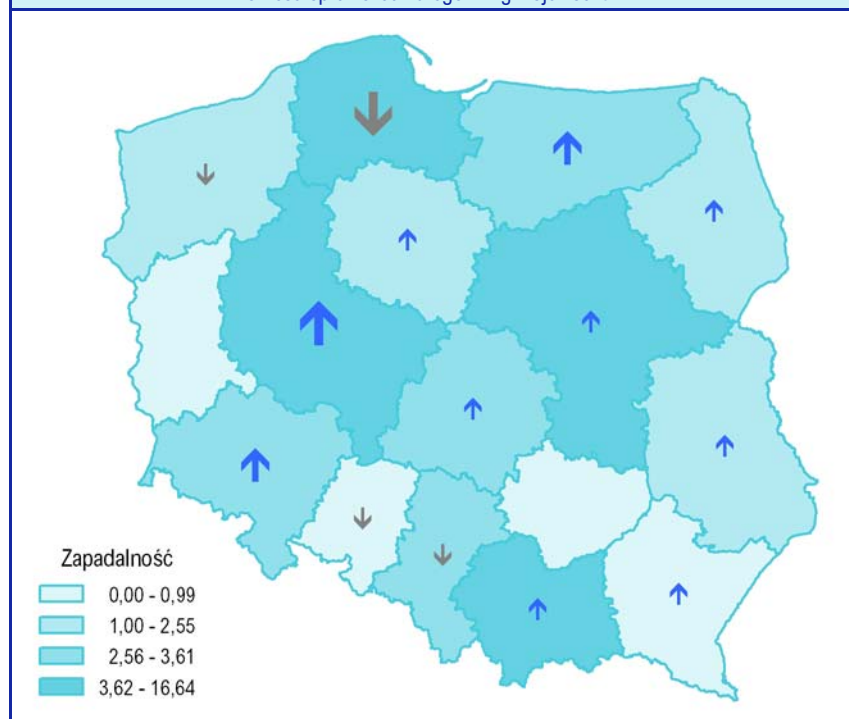 Zapadalność
0,00 - 0,99
1,00 - 2,55
2,56 - 3,61
3,62 - 16,64